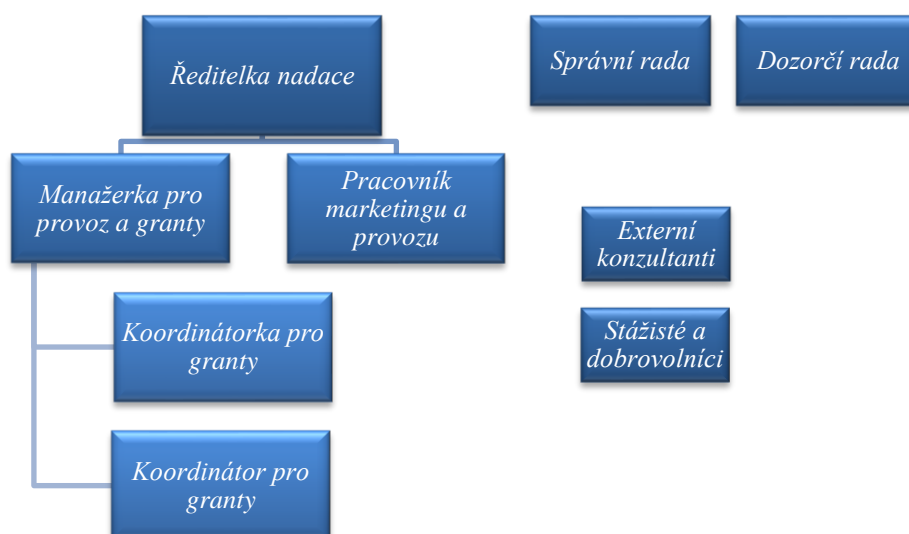 Ředitelka nadace
Správní rada
Dozorčí rada
Manažerka pro
provoz a granty
Pracovník
marketingu a
provozu
Externí
konzultanti
Koordinátorka pro
granty
Stážisté a
dobrovolníci
Koordinátor pro
granty